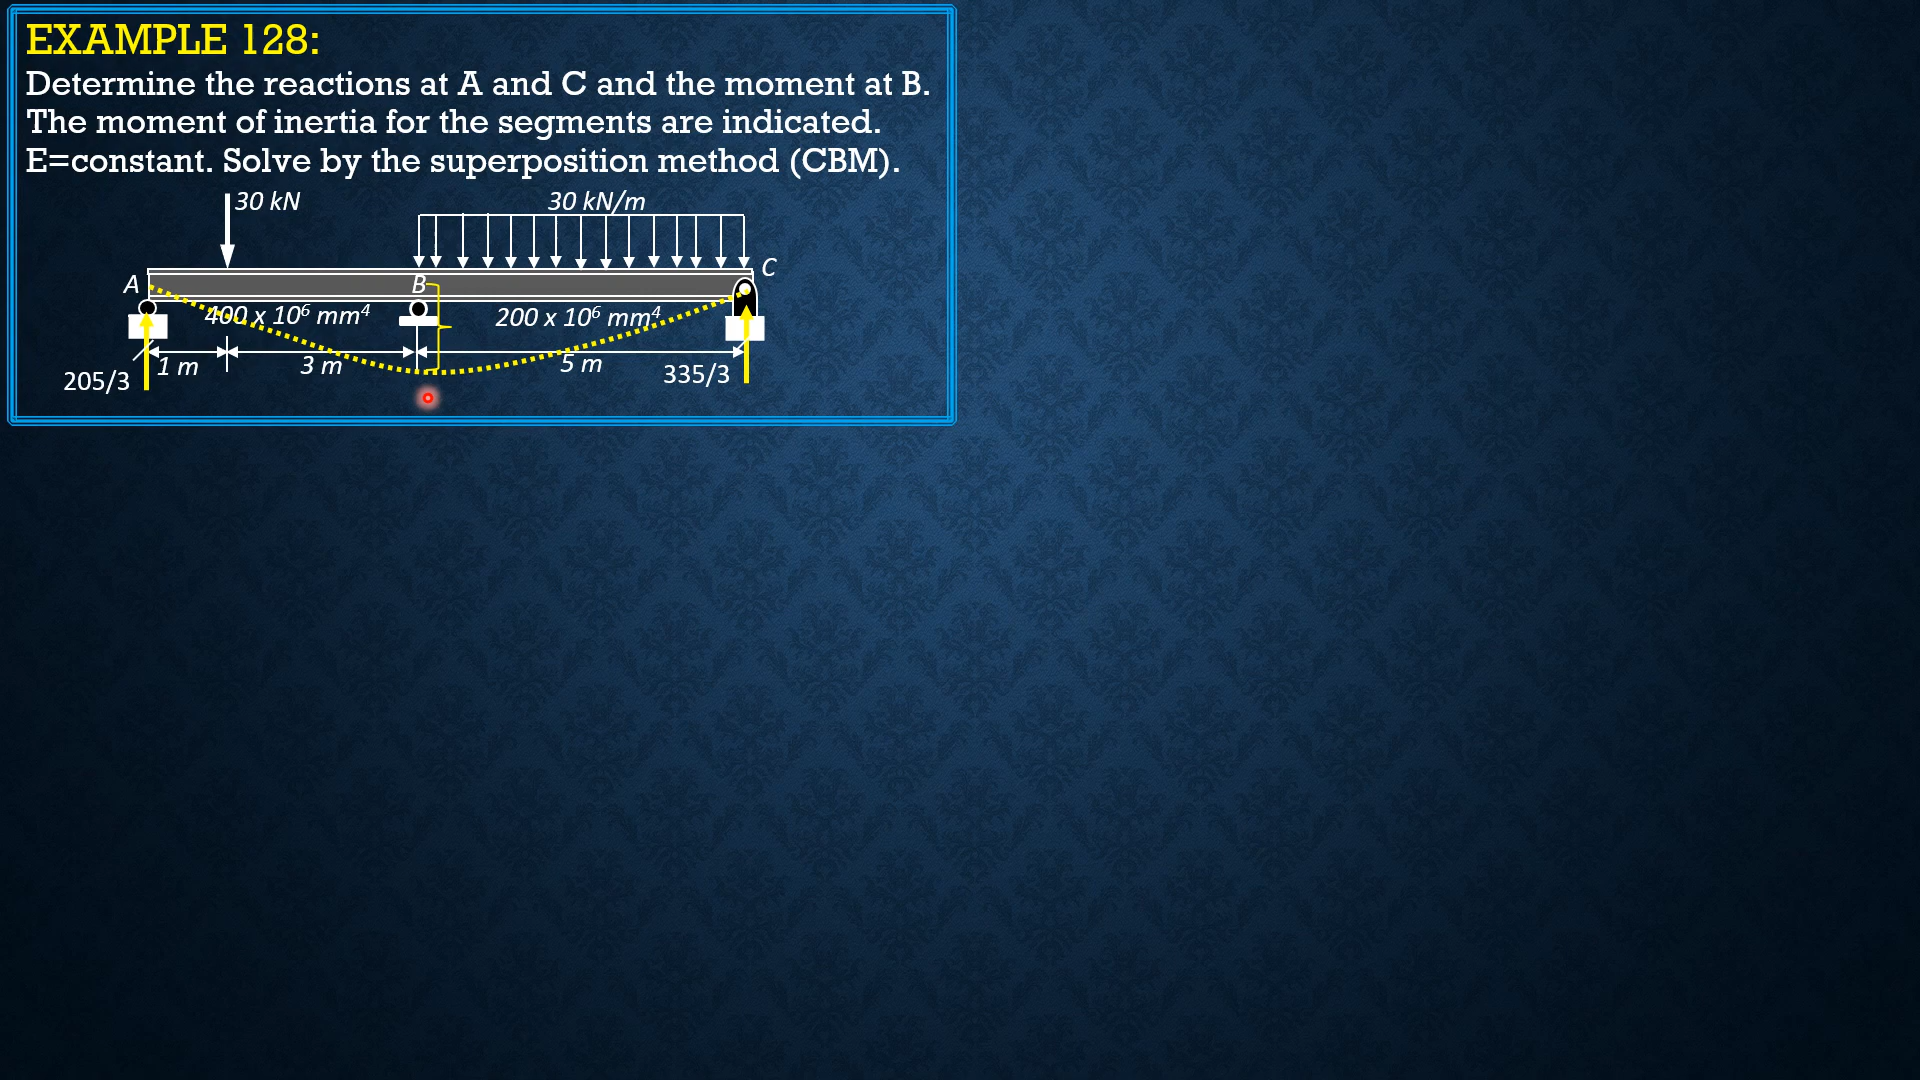 EXAMPLE 128:
Determine the reactions at A and C and the moment at B.
The moment of inertia for the segments are indicated.
E=constant. Solve by the superposition method (CBM).
30 kN
30 kN/m
A
B
C
400 x 10⁶ mm⁴
200 x 10⁶ mm⁴
1 m
3 m
5 m
205/3
335/3